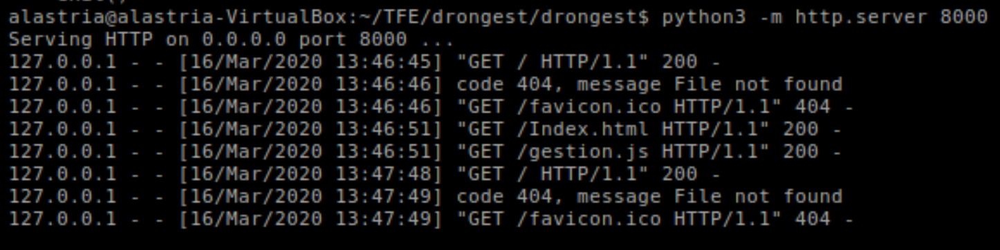 alastria@alastria-VirtualBox:~/TFE/drongest/drongest$ python3 -m http.server 8000
Serving HTTP on 0.0.0.0 port 8000 ...
127.0.0.1 - - [16/Mar/2020 13:46:45] "GET / HTTP/1.1" 200 -
127.0.0.1 - - [16/Mar/2020 13:46:46] code 404, message File not found
127.0.0.1 - - [16/Mar/2020 13:46:46] "GET /favicon.ico HTTP/1.1" 404 -
127.0.0.1 - - [16/Mar/2020 13:46:51] "GET /Index.html HTTP/1.1" 200 -
127.0.0.1 - - [16/Mar/2020 13:46:51] "GET /gestion.js HTTP/1.1" 200 -
127.0.0.1 - - [16/Mar/2020 13:47:48] "GET / HTTP/1.1" 200 -
127.0.0.1 - - [16/Mar/2020 13:47:49] code 404, message File not found
127.0.0.1 - - [16/Mar/2020 13:47:49] "GET /favicon.ico HTTP/1.1" 404 -